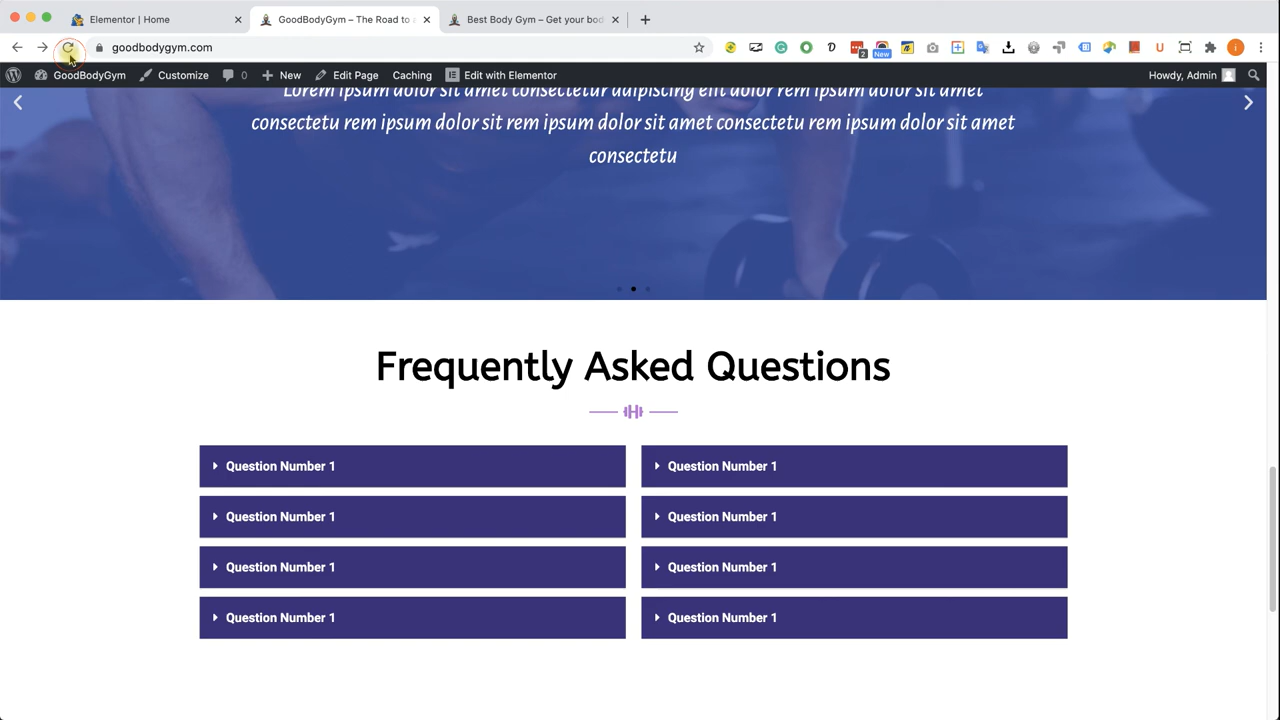 Elementor | Home
GoodBodyGym – The Road to
Best Body Gym – Get your bod
goodbodygym.com
2
New
GoodBodyGym
Customize
0
New
Edit Page
Caching
Edit with Elementor
Howdy, Admin
Lorem ipsum dolor sit amet consectetur adipiscing elit dolor rem ipsum dolor sit amet
consectetu rem ipsum dolor sit rem ipsum dolor sit amet consectetu rem ipsum dolor sit amet
consectetu
Frequently Asked Questions
Question Number 1
Question Number 1
Question Number 1
Question Number 1
Question Number 1
Question Number 1
Question Number 1
Question Number 1